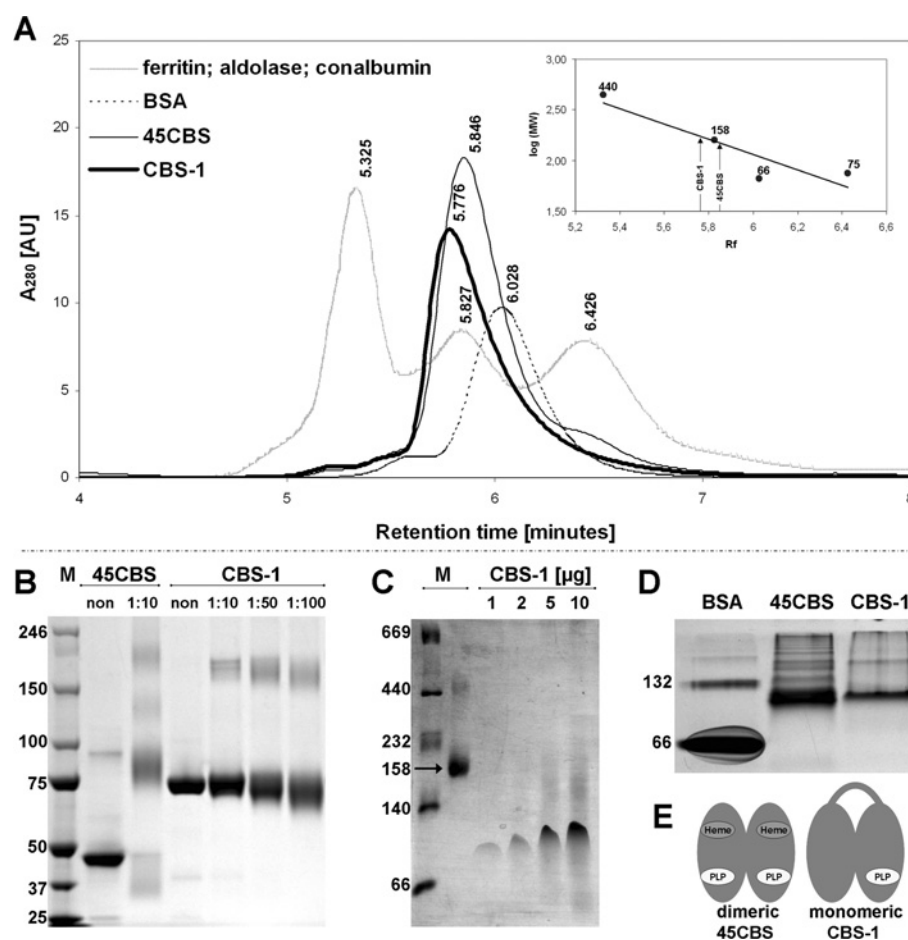 A
25
20
15
10
5
0
A280 [AU]
ferritin; aldolase; conalbumin
BSA
45CBS
CBS-1
5.325
5.776
5.846
5.827
6.028
6.426
4
5
6
7
8
Retention time [minutes]
3,00
2,50
2,00
1,50
log (MW)
440
158
66
75
CBS-1
45CBS
5,2
5,4
5,6
5,8
6
6,2
6,4
6,6
Rf
B
M 45CBS CBS-1
non 1:10 non 1:10 1:50 1:100
246
150
100
75
50
37
25
C
M CBS-1 [µg]
1 2 5 10
669
440
232
158
140
66
D
BSA 45CBS CBS-1
132
66
E
Heme Heme
PLP PLP PLP
dimeric monomeric
45CBS CBS-1